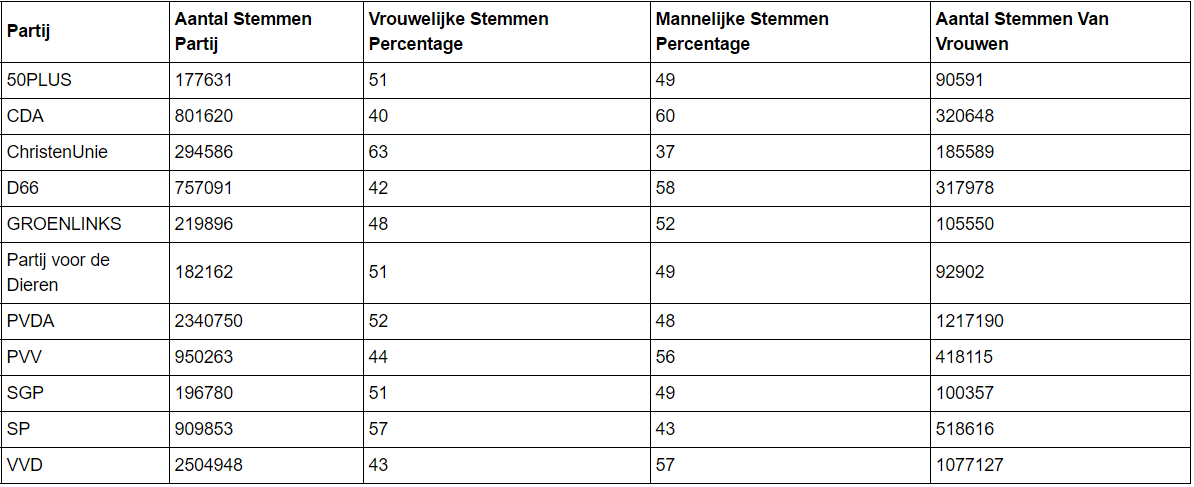 Partij Aantal Stemmen Partij Vrouwelijke Stemmen Percentage Mannelijke Stemmen Percentage Aantal Stemmen Van Vrouwen
50PLUS 177631 51 49 90591
CDA 801620 40 60 320648
ChristenUnie 294586 63 37 185589
D66 757091 42 58 317978
GROENLINKS 219896 48 52 105550
Partij voor de Dieren 182162 51 49 92902
PVDA 2340750 52 48 1217190
PVV 950263 44 56 418115
SGP 196780 51 49 100357
SP 909853 57 43 518616
VVD 2504948 43 57 1077127